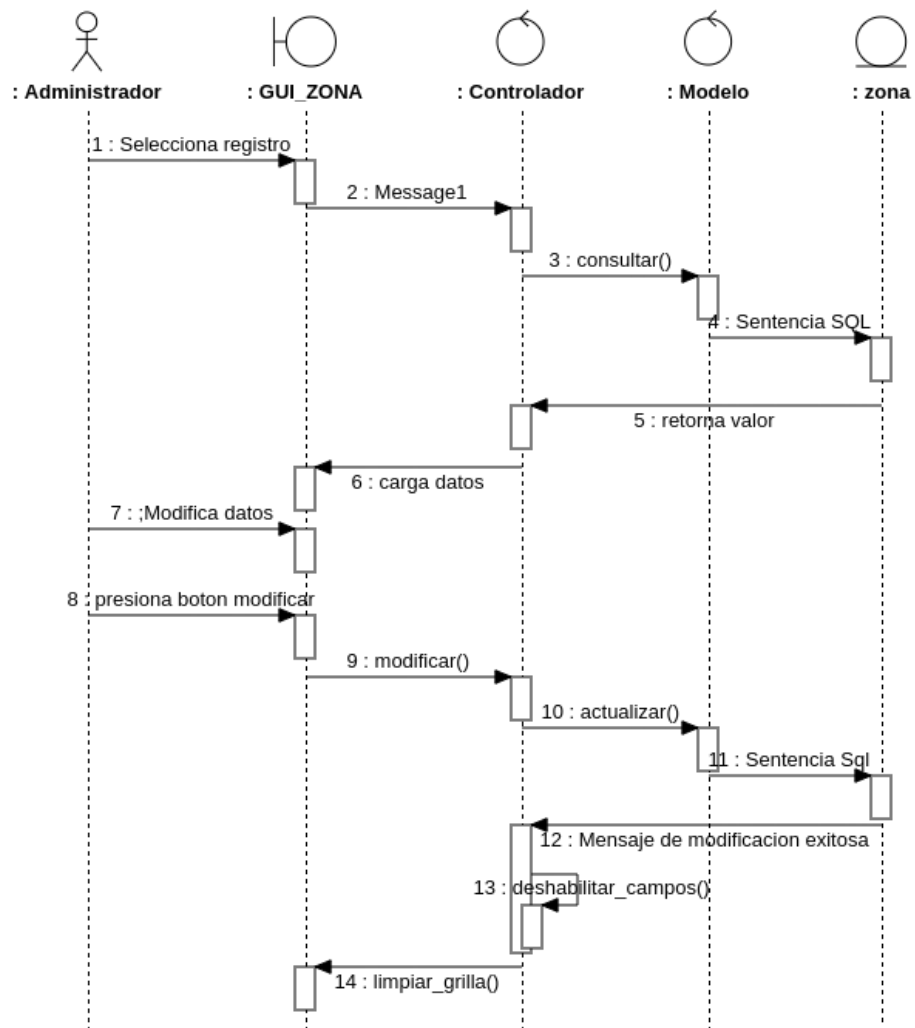 : Administrador
: GUI_ZONA
: Controlador
: Modelo
: zona
1 : Selecciona registro
2 : Message1
3 : consultar()
4 : Sentencia SQL
5 : retorna valor
6 : carga datos
7 : ;Modifica datos
8 : presiona boton modificar
9 : modificar()
10 : actualizar()
11 : Sentencia Sql
12 : Mensaje de modificacion exitosa
13 : deshabilitar_campos()
14 : limpiar_grilla()